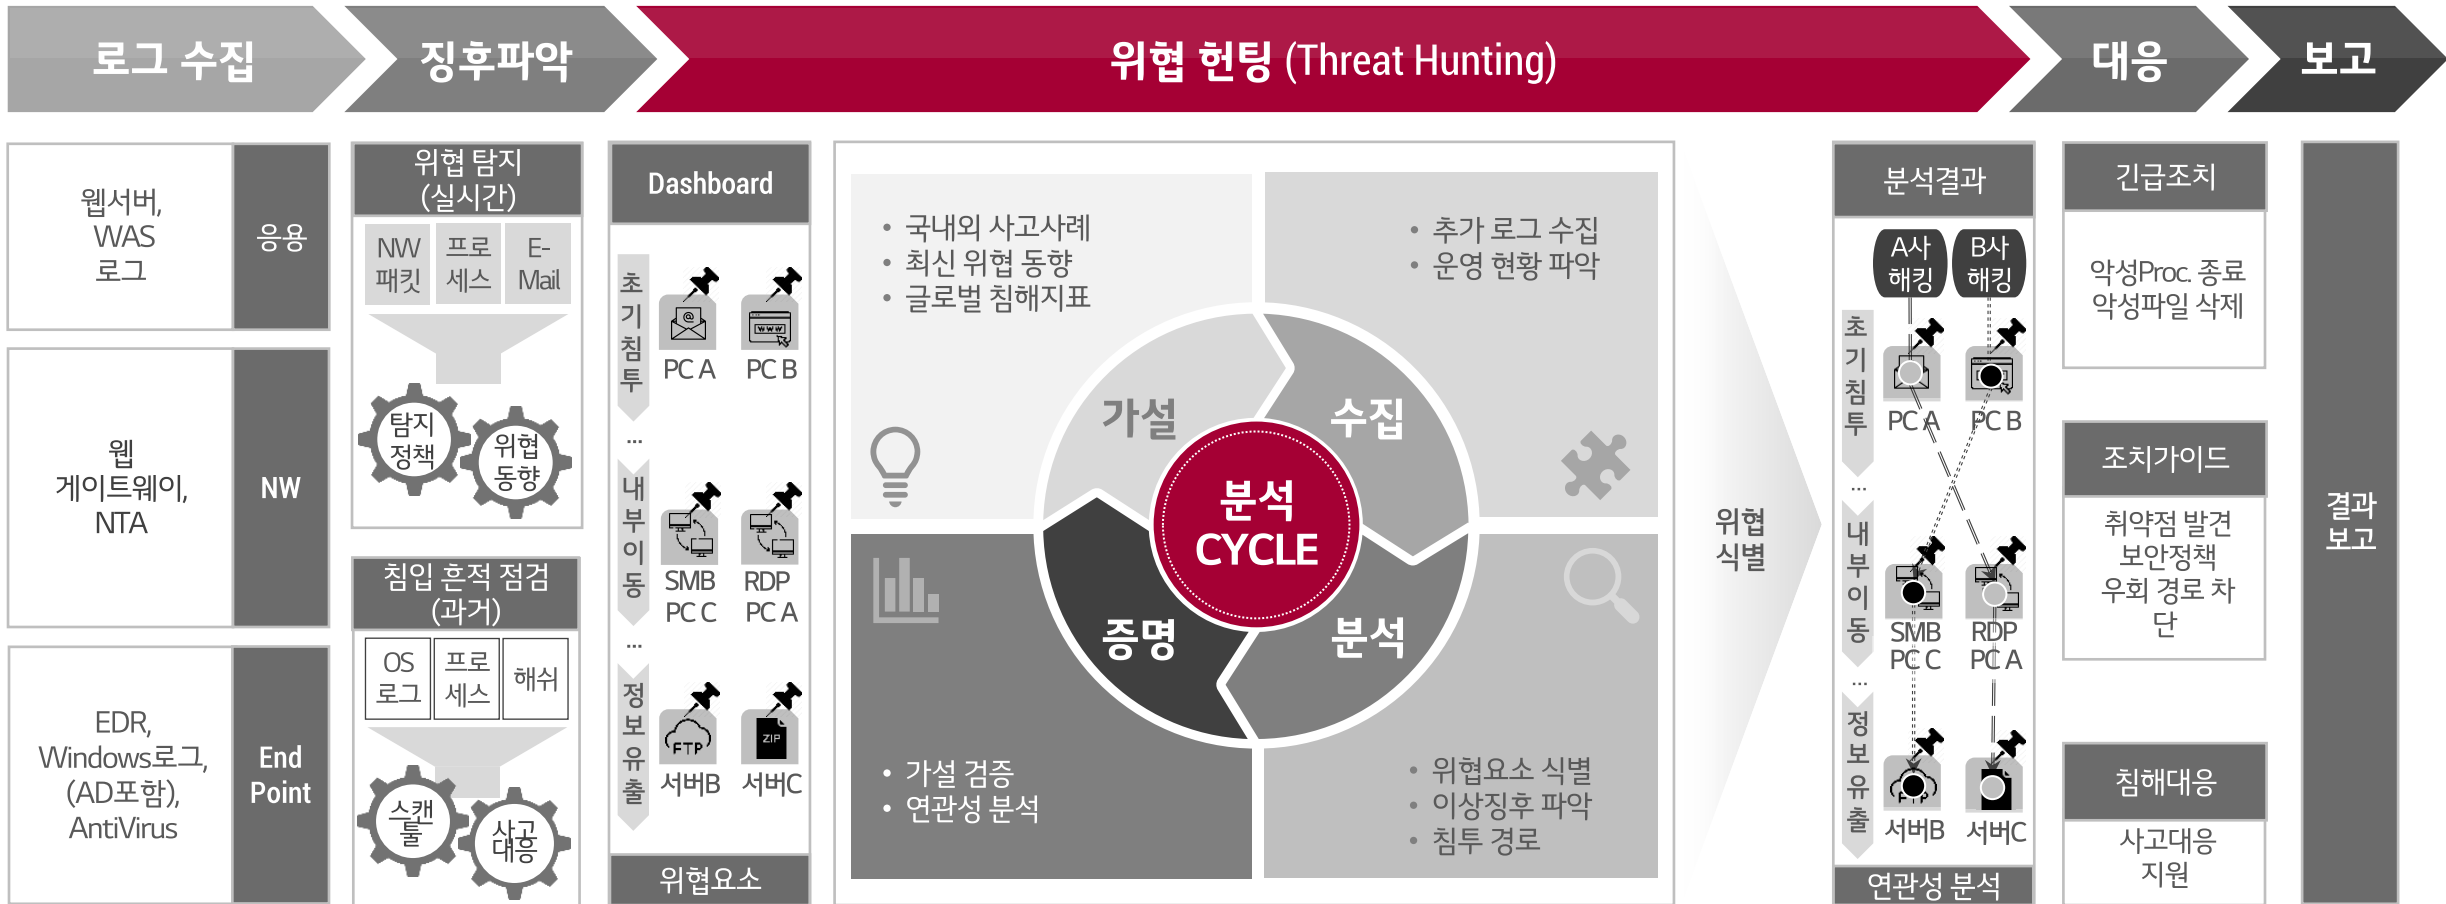 로그 수집
징후파악
위협 헌팅 (Threat Hunting)
대응
보고
웹서버,
WAS
로그
응용
웹
게이트웨이,
NTA
NW
EDR,
Windows로그,
(AD포함),
AntiVirus
End
Point
위협 탐지
(실시간)
NW
패킷
프로
세스
E-
Mail
탐지
정책
위협
동향
침입 흔적 점검
(과거)
OS
로그
프로
세스
해쉬
스캔
툴
사고
대응
Dashboard
초기침투
@
PC A
WWW
PC B
...
내부이동
SMB
PC C
RDP
PC A
...
정보유출
FTP
서버B
ZIP
서버C
위협요소
• 국내외 사고사례
• 최신 위협 동향
• 글로벌 침해지표
• 추가 로그 수집
• 운영 현황 파악
가설
수집
분석
CYCLE
증명
분석
• 가설 검증
• 연관성 분석
• 위협요소 식별
• 이상징후 파악
• 침투 경로
위협
식별
분석결과
A사
해킹
B사
해킹
초기침투
PC A
PC B
...
내부이동
SMB
PC C
RDP
PC A
...
정보유출
FTP
서버B
서버C
연관성 분석
긴급조치
악성Proc. 종료
악성파일 삭제
조치가이드
취약점 발견
보안정책
우회 경로 차
단
침해대응
사고대응
지원
결과
보고